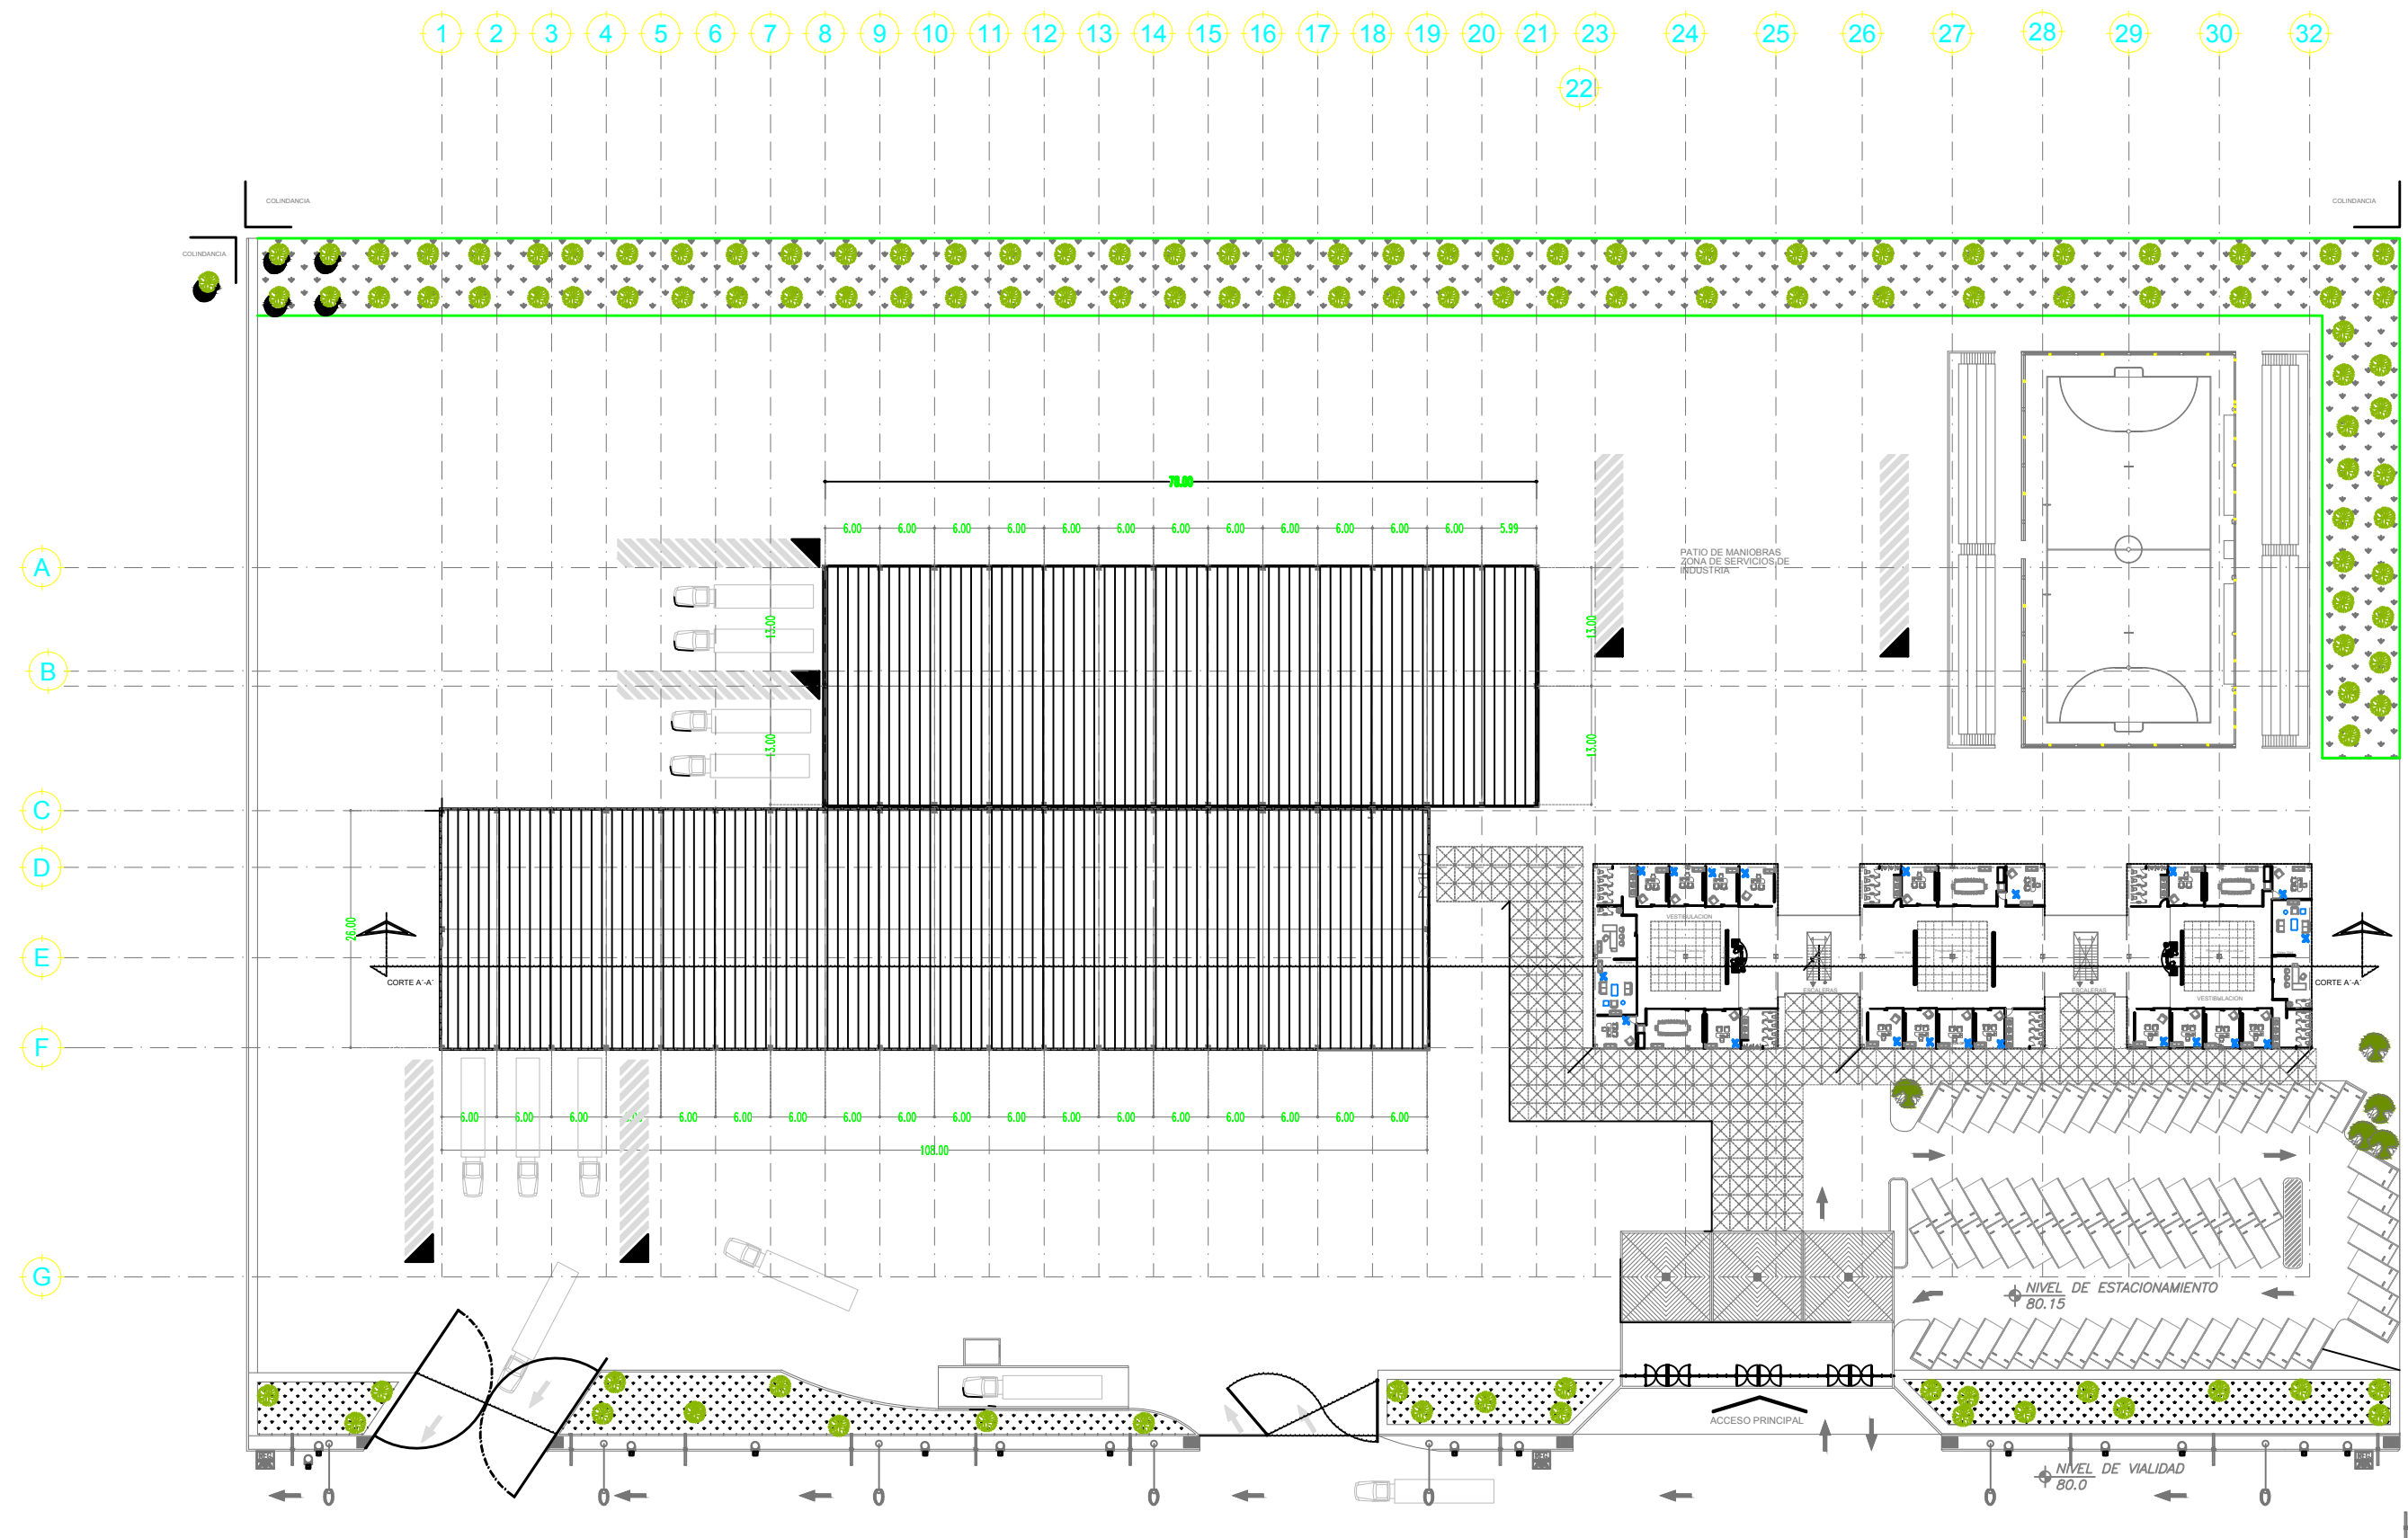 1 2 3 4 5 6 7 8 9 10 11 12 13 14 15 16 17 18 19 20 21 23 24 25 26 27 28 29 30 32
22
COLINDANCIA
COLINDANCIA
COLINDANCIA
78.00
6.00 6.00 6.00 6.00 6.00 6.00 6.00 6.00 6.00 6.00 6.00 6.00 5.99
PATIO DE MANIOBRAS
ZONA DE SERVICIOS DE
INDUSTRIA
A
13.00
13.00
B
13.00
13.00
C
D
VESTIBULACION
26.00
E
CORTE A´-A´
ESCALERAS
ESCALERAS
VESTIBULACION
CORTE A´-A´
F
6.00 6.00 6.00 6.00 6.00 6.00 6.00 6.00 6.00 6.00 6.00 6.00 6.00 6.00 6.00 6.00 6.00
108.00
G
NIVEL DE ESTACIONAMIENTO
80.15
ACCESO PRINCIPAL
NIVEL DE VIALIDAD
80.0